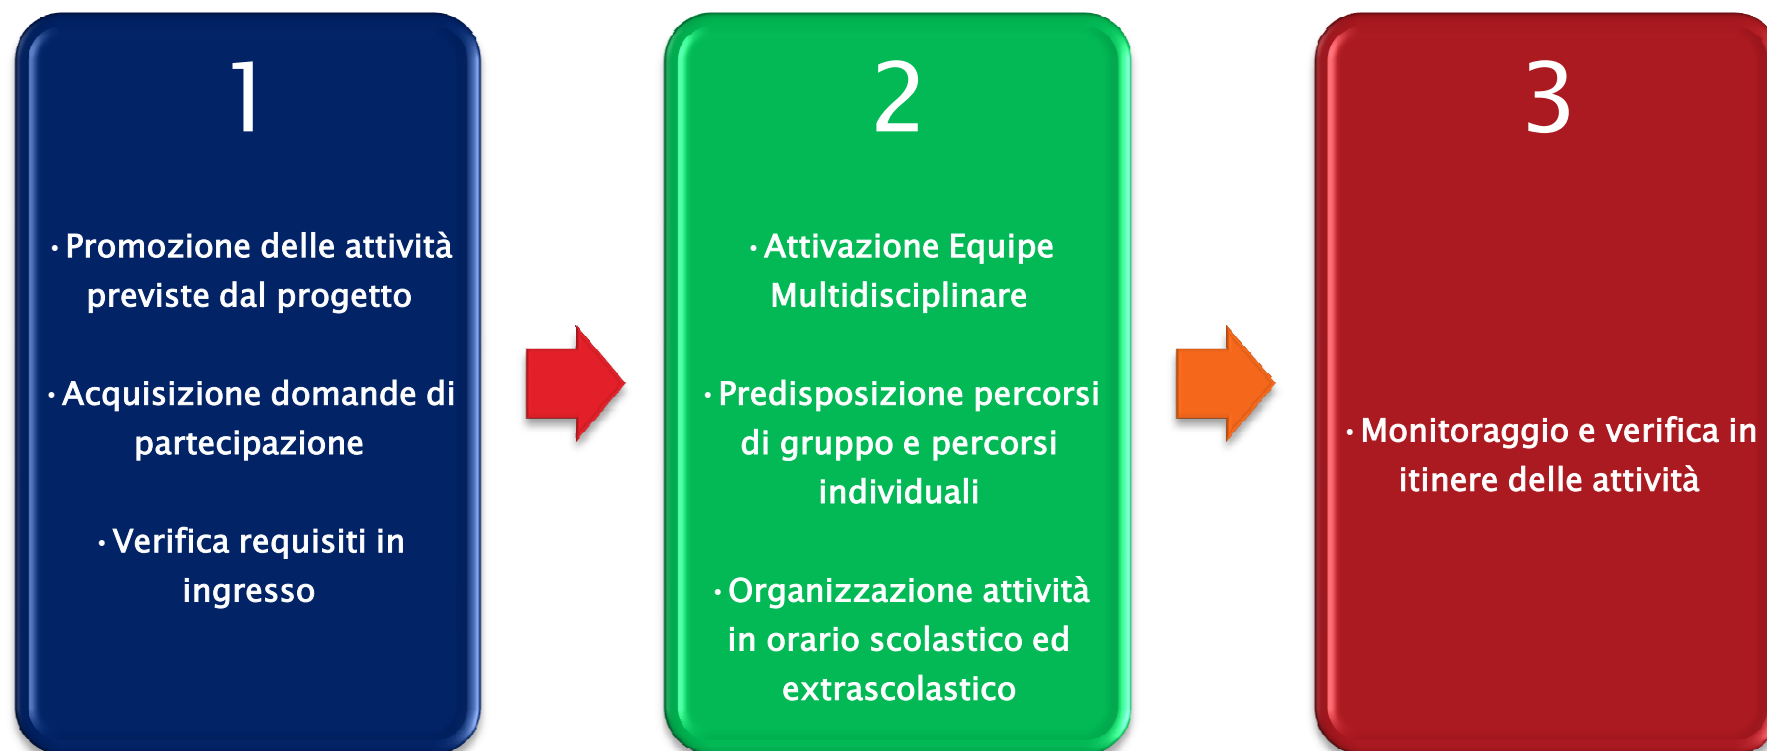 1
• Promozione delle attività
previste dal progetto
• Acquisizione domande di
partecipazione
• Verifica requisiti in
ingresso
2
• Attivazione Equipe
Multidisciplinare
• Predisposizione percorsi
di gruppo e percorsi
individuali
• Organizzazione attività
in orario scolastico ed
extrascolastico
3
• Monitoraggio e verifica in
itinere delle attività